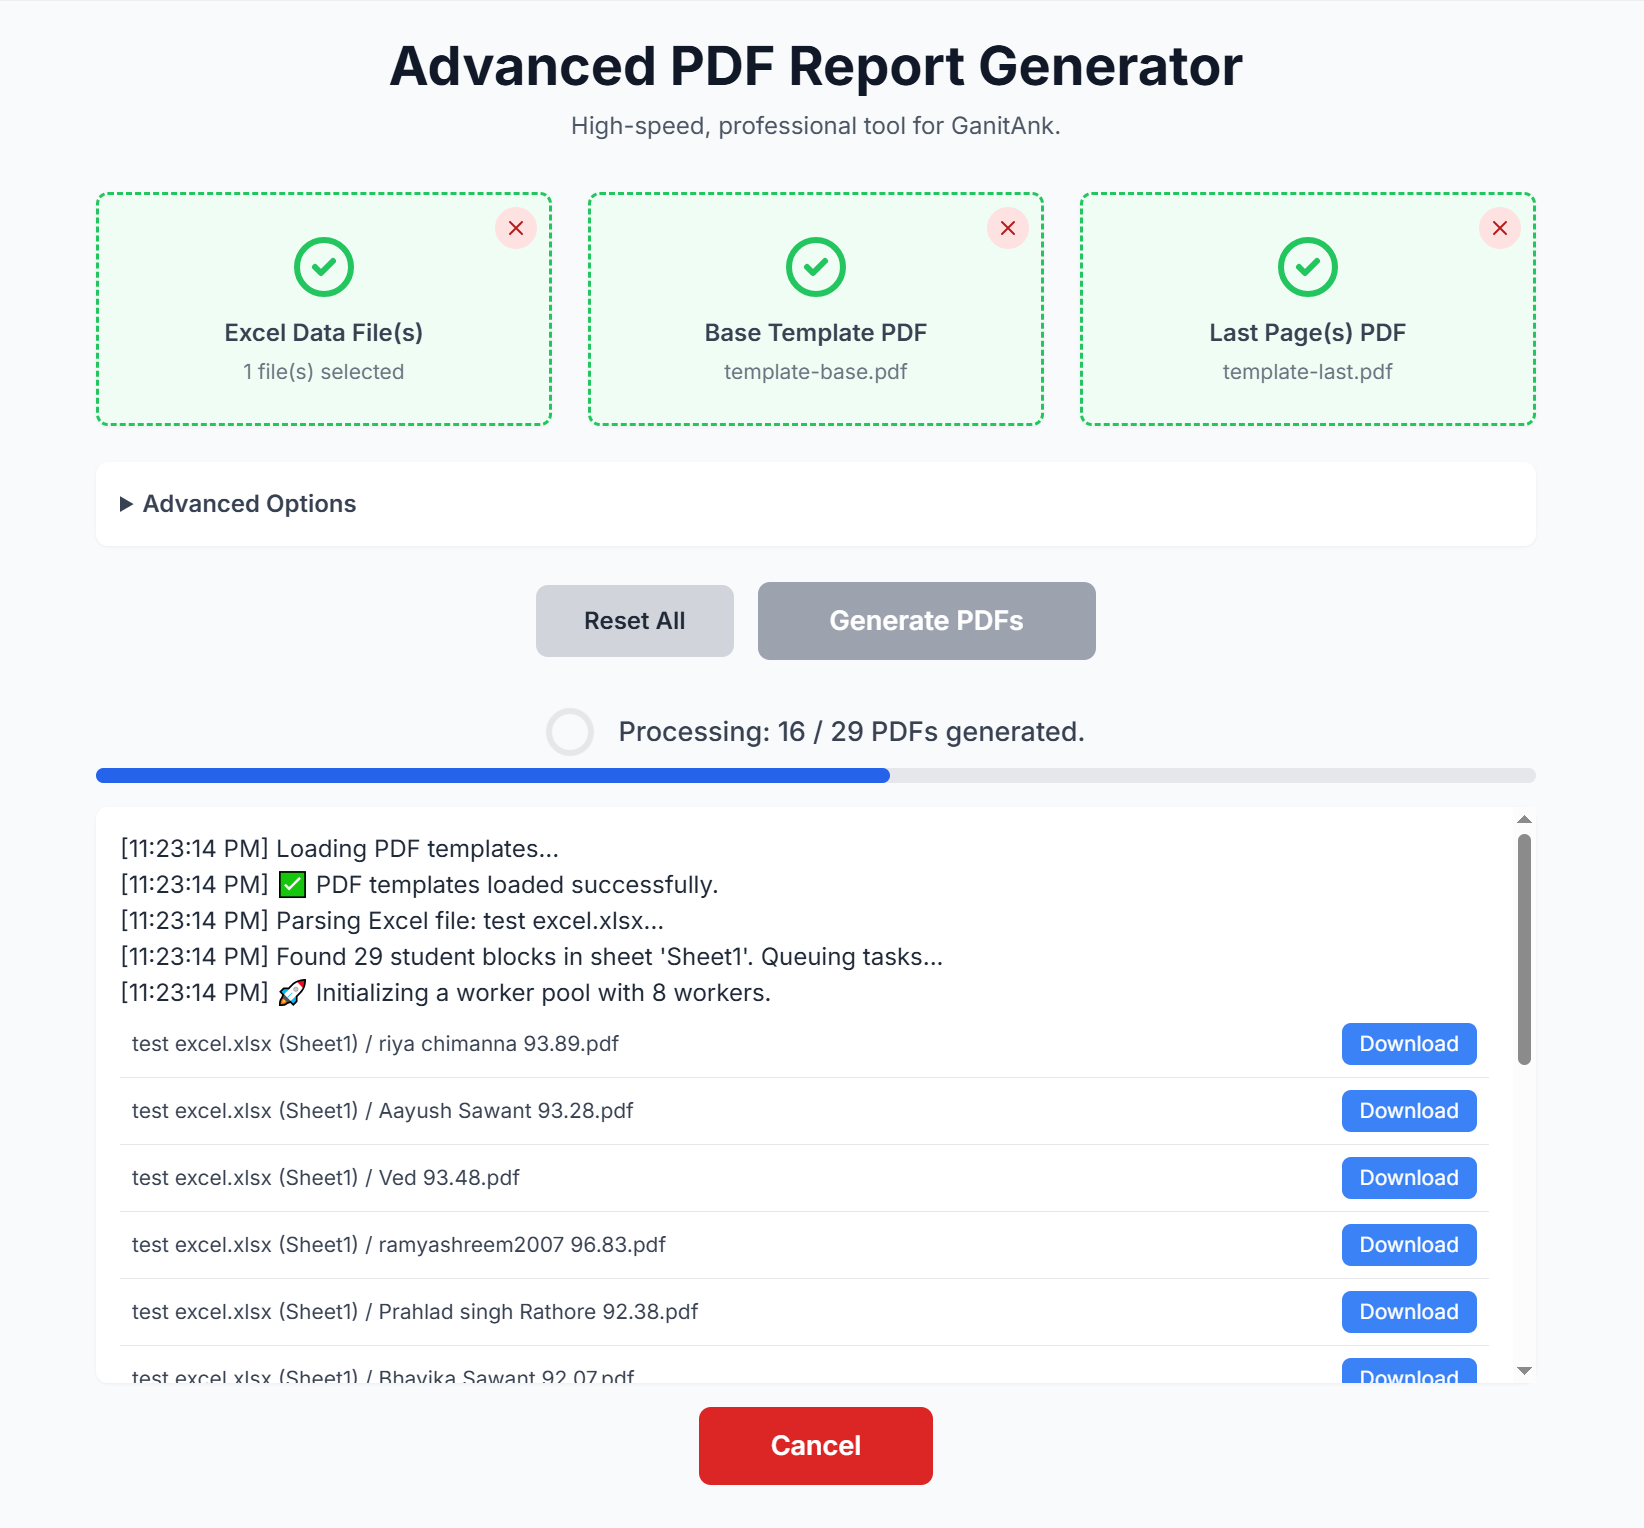 Advanced PDF Report Generator
High-speed, professional tool for GanitAnk.
Excel Data File(s)
1 file(s) selected
Base Template PDF
template-base.pdf
Last Page(s) PDF
template-last.pdf
Advanced Options
Reset All
Generate PDFs
Processing: 16 / 29 PDFs generated.
[11:23:14 PM] Loading PDF templates...
[11:23:14 PM] ✅ PDF templates loaded successfully.
[11:23:14 PM] Parsing Excel file: test excel.xlsx...
[11:23:14 PM] Found 29 student blocks in sheet 'Sheet1'. Queuing tasks...
[11:23:14 PM] 🚀 Initializing a worker pool with 8 workers.
test excel.xlsx (Sheet1) / riya chimanna 93.89.pdf Download
test excel.xlsx (Sheet1) / Aayush Sawant 93.28.pdf Download
test excel.xlsx (Sheet1) / Ved 93.48.pdf Download
test excel.xlsx (Sheet1) / ramyashreem2007 96.83.pdf Download
test excel.xlsx (Sheet1) / Prahlad singh Rathore 92.38.pdf Download
test excel.xlsx (Sheet1) / Bhavika Sawant 92.07.pdf Download
Cancel